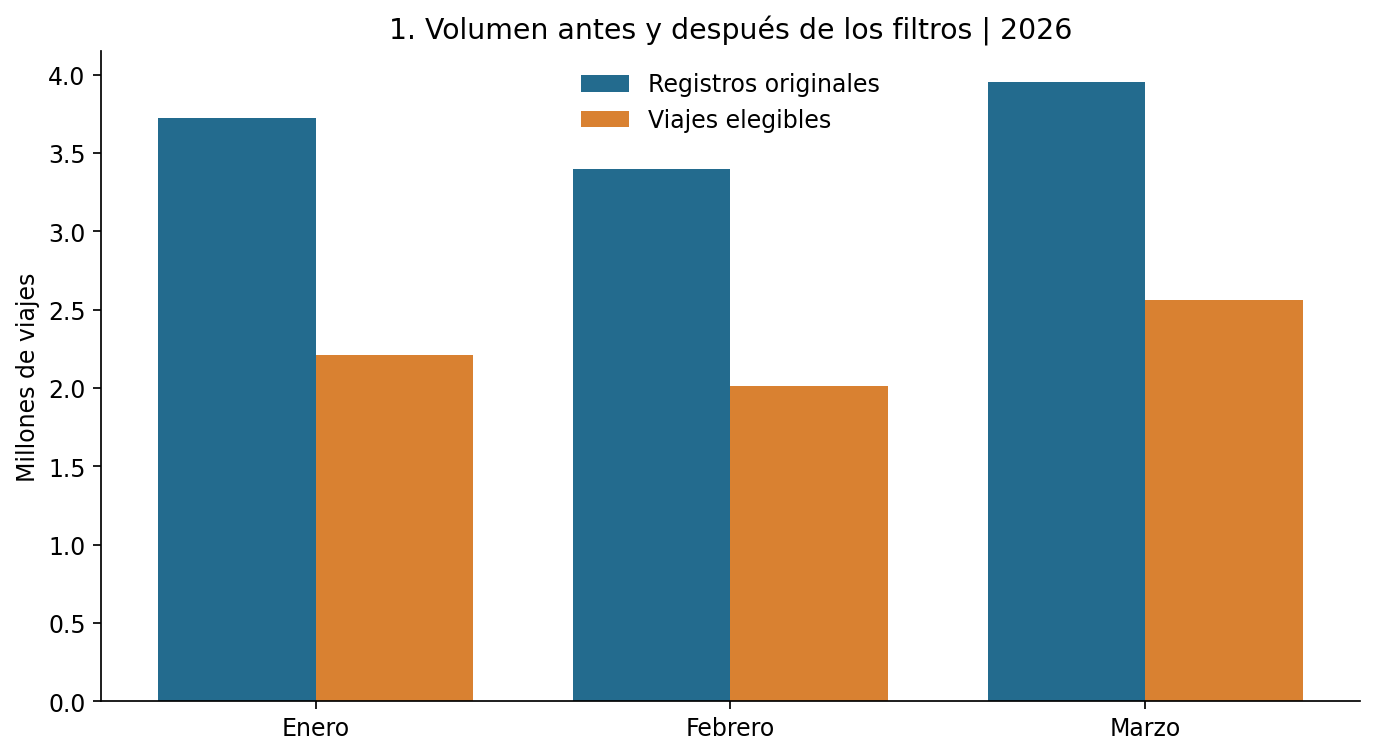 1. Volumen antes y después de los filtros | 2026
Registros originales
Viajes elegibles
Millones de viajes
4.0
3.5
3.0
2.5
2.0
1.5
1.0
0.5
0.0
Enero
Febrero
Marzo